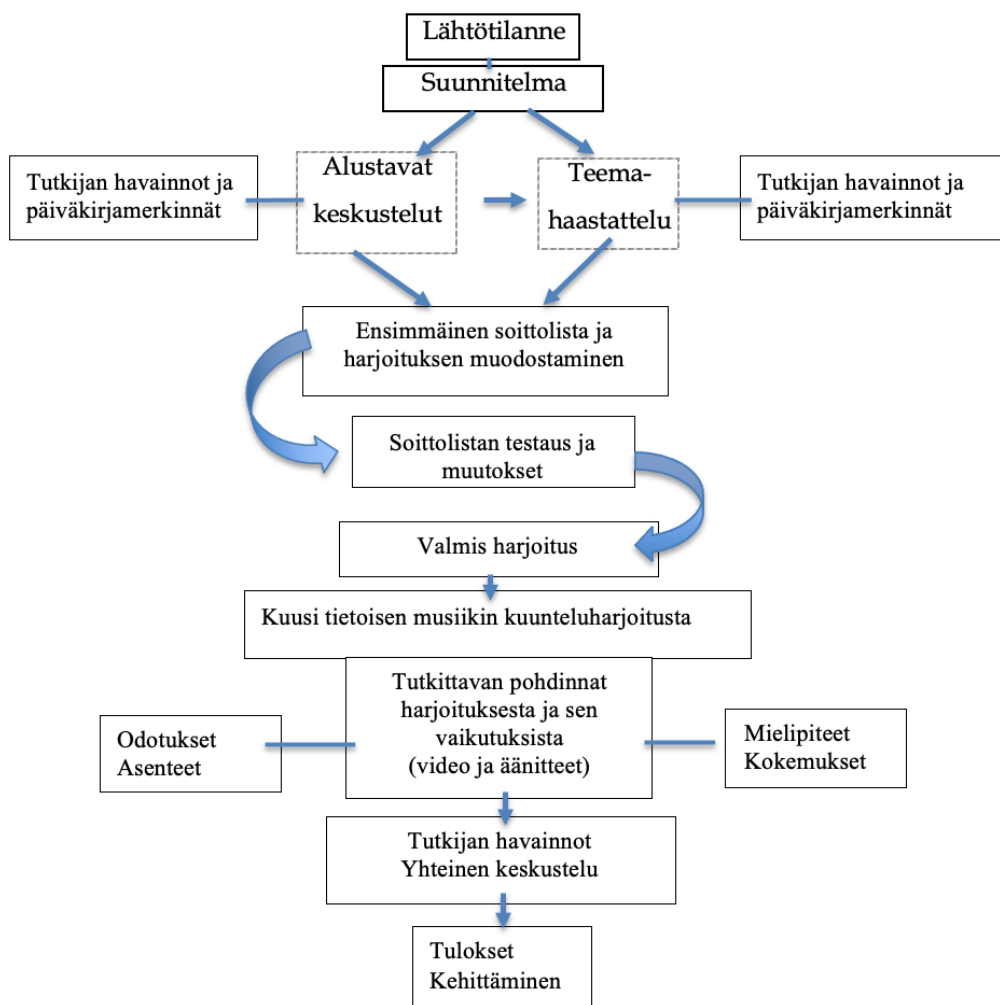 Lähtötilanne
Suunnitelma
Tutkijan havainnot ja
päiväkirjamerkinnät
Alustavat
keskustelut
Teema-
haastattelu
Tutkijan havainnot ja
päiväkirjamerkinnät
Ensimmäinen soittolista ja
harjoituksen muodostaminen
Soittolistan testaus ja
muutokset
Valmis harjoitus
Kuusi tietoisen musiikin kuunteluharjoitusta
Tutkittavan pohdinnat
harjoituksesta ja sen
vaikutuksista
(video ja äänitteet)
Odotukset
Asenteet
Mielipiteet
Kokemukset
Tutkijan havainnot
Yhteinen keskustelu
Tulokset
Kehittäminen